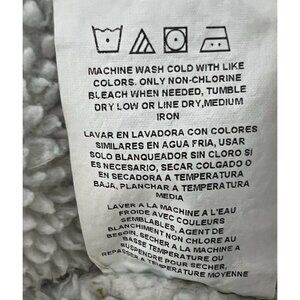 MACHINE WASH COLD WITH LIKE
COLORS. ONLY NON-CHLORINE
BLEACH WHEN NEEDED, TUMBLE
DRY LOW OR LINE DRY,MEDIUM
IRON
LAVAR EN LAVADORA CON COLORES
SIMILARES EN AGUA FRIA, USAR
SOLO BLANQUEADOR SIN CLORO SI
ES NECESARIO, SECAR COLGADO O
EN SECADORA A TEMPERATURA
BAJA, PLANCHAR A TEMPERATURA
MEDIA
LAVER A LA MACHINE A L'EAU
FROIDE AVEC COULEURS
SEMBLABLES, AGENT DE
BLANCHIMENT NON CHLORE AU
BESOIN. SECHER A LA MACHINE A
BASSE TEMPERATURE OU
SUSPENDRE POUR SECHER,
REPASSER A TEMPERATURE MOYENNE